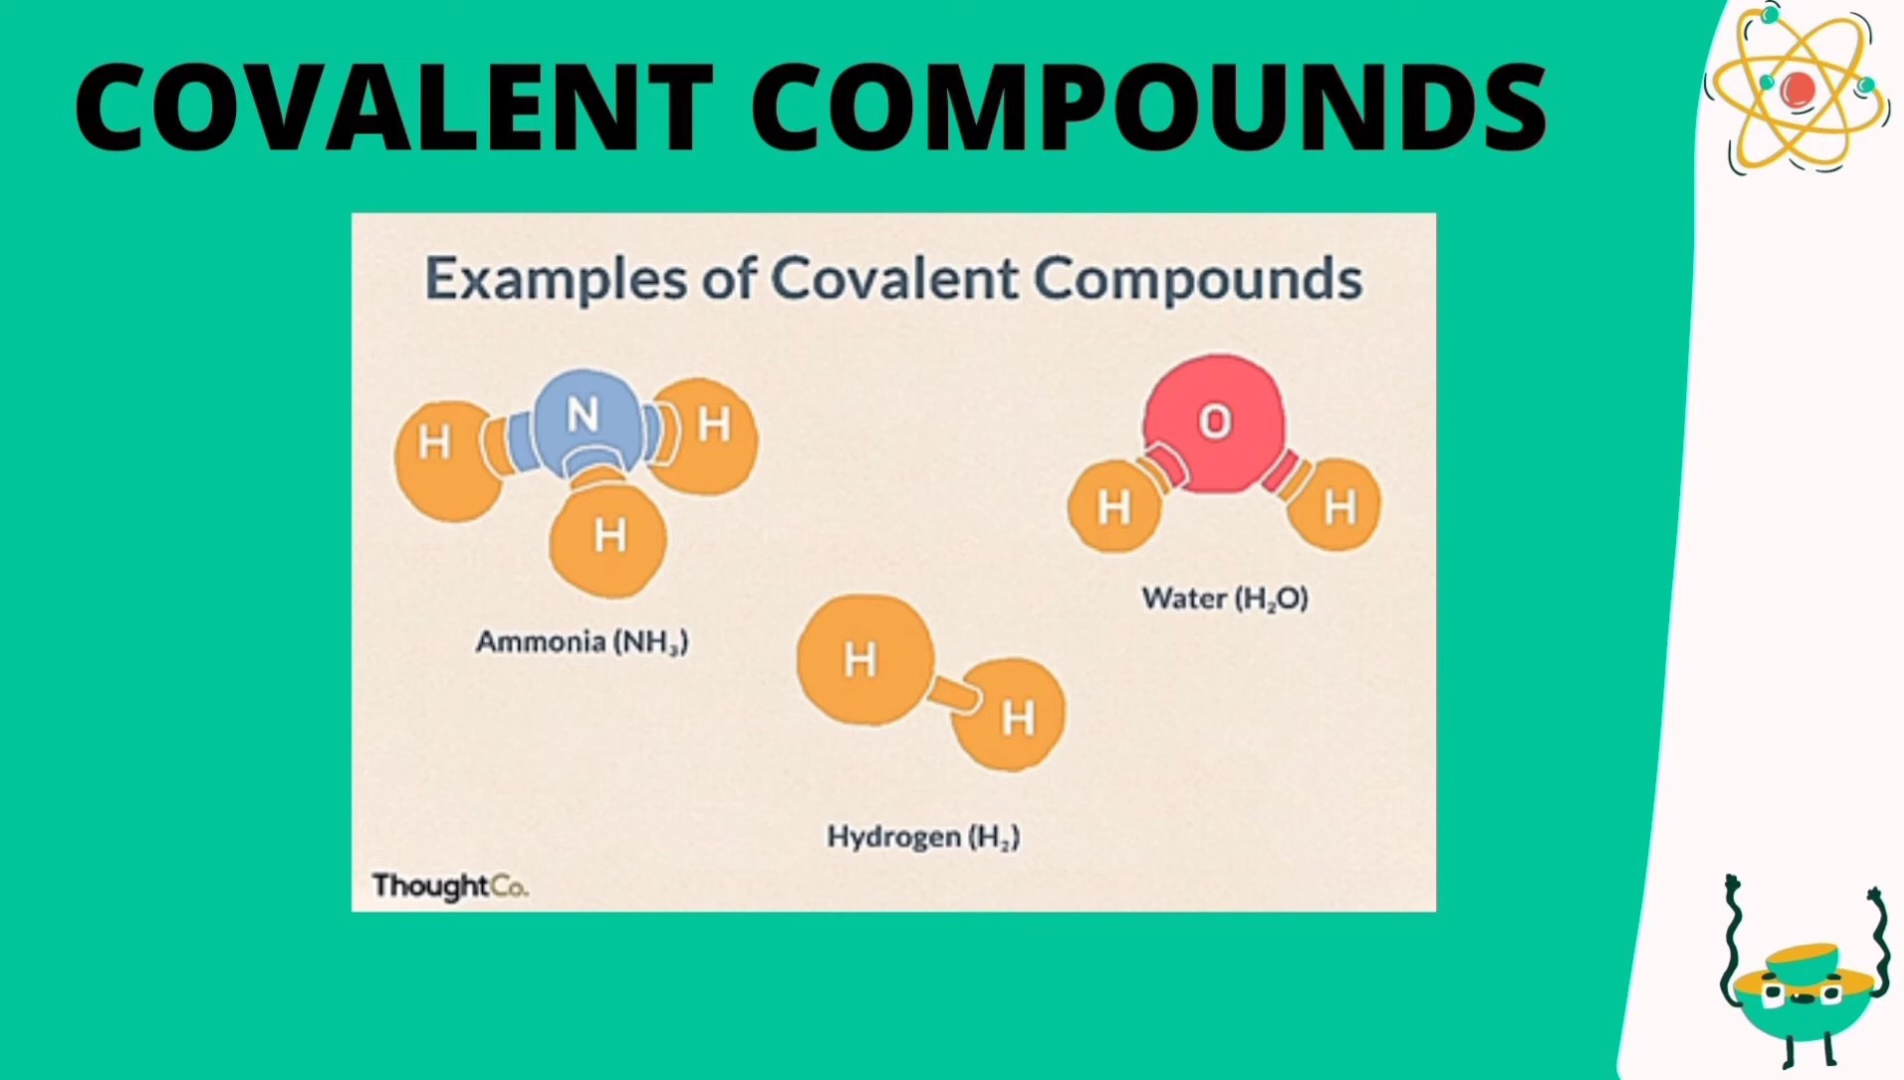 COVALENT COMPOUNDS
Examples of Covalent Compounds
H N H
H
Ammonia (NH₃)
O
H H
Water (H₂O)
H
H
Hydrogen (H₂)
ThoughtCo.